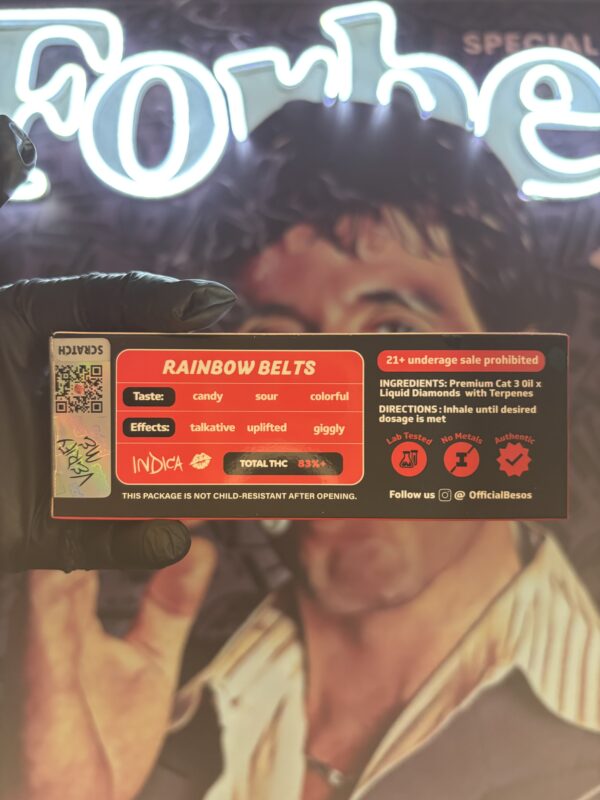 Forbe
SPECIAL
SCRATCH
VERIFY
ME
RAINBOW BELTS
Taste: candy sour colorful
Effects: talkative uplifted giggly
INDICA
TOTAL THC 83%+
THIS PACKAGE IS NOT CHILD-RESISTANT AFTER OPENING.
21+ underage sale prohibited
INGREDIENTS: Premium Cat 3 Oil x
Liquid Diamonds with Terpenes
DIRECTIONS: Inhale until desired
dosage is met
Lab Tested No Metals Authentic
Follow us @ OfficialBesos